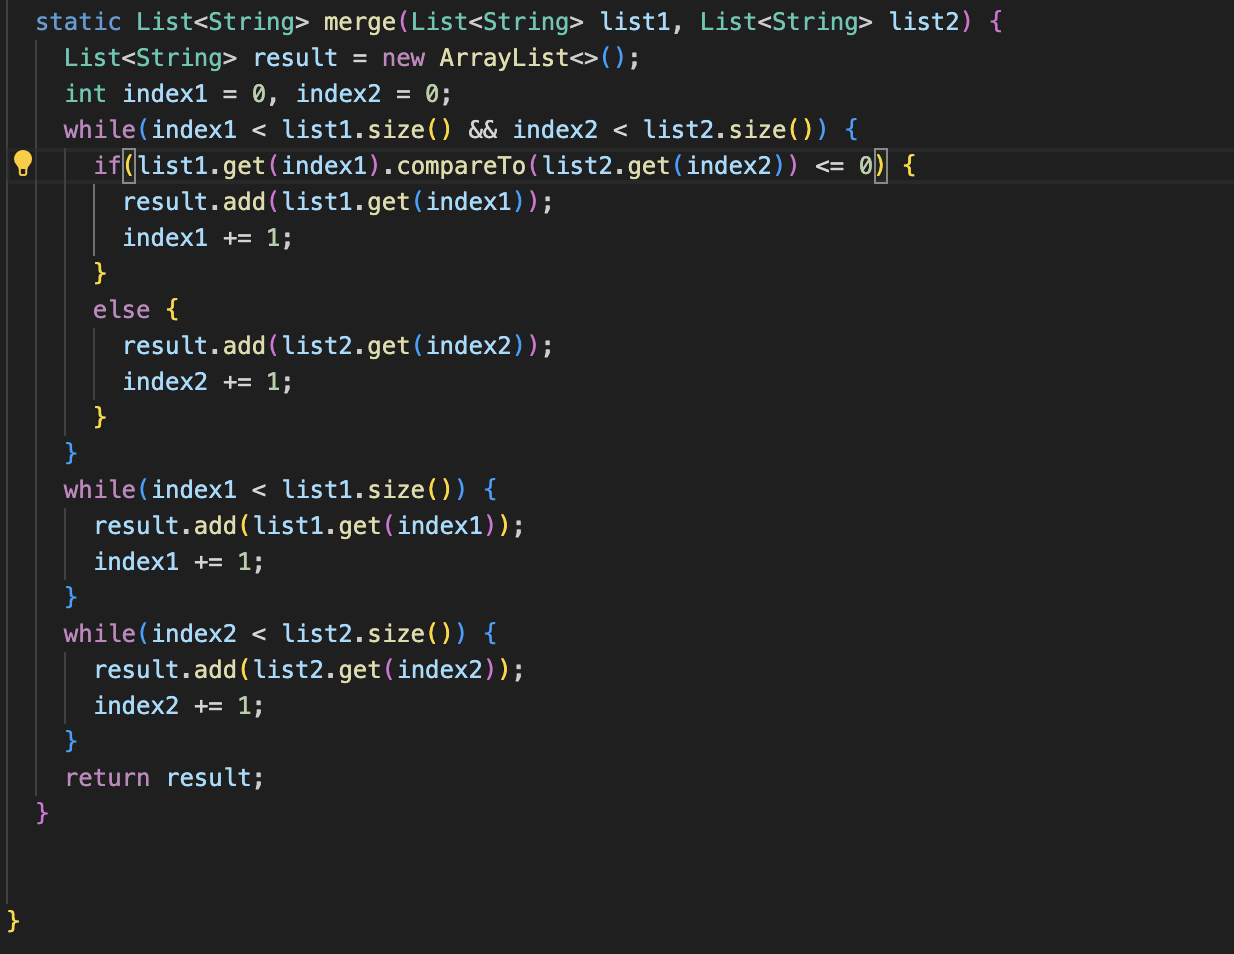 static List<String> merge(List<String> list1, List<String> list2) {
List<String> result = new ArrayList<>();
int index1 = 0, index2 = 0;
while(index1 < list1.size() && index2 < list2.size()) {
if(list1.get(index1).compareTo(list2.get(index2)) <= 0) {
result.add(list1.get(index1));
index1 += 1;
}
else {
result.add(list2.get(index2));
index2 += 1;
}
}
while(index1 < list1.size()) {
result.add(list1.get(index1));
index1 += 1;
}
while(index2 < list2.size()) {
result.add(list2.get(index2));
index2 += 1;
}
return result;
}
}